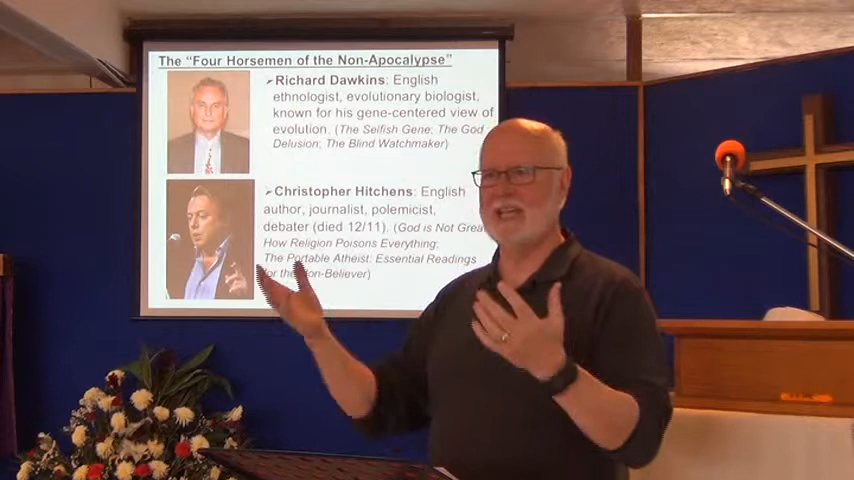 The "Four Horsemen of the Non-Apocalypse"
➢Richard Dawkins: English
ethnologist, evolutionary biologist,
known for his gene-centered view of
evolution. (The Selfish Gene; The God
Delusion; The Blind Watchmaker)
➢Christopher Hitchens: English
author, journalist, polemicist,
debater (died 12/11). (God is Not Great
How Religion Poisons Everything;
The Portable Atheist: Essential Readings
for the Non-Believer)